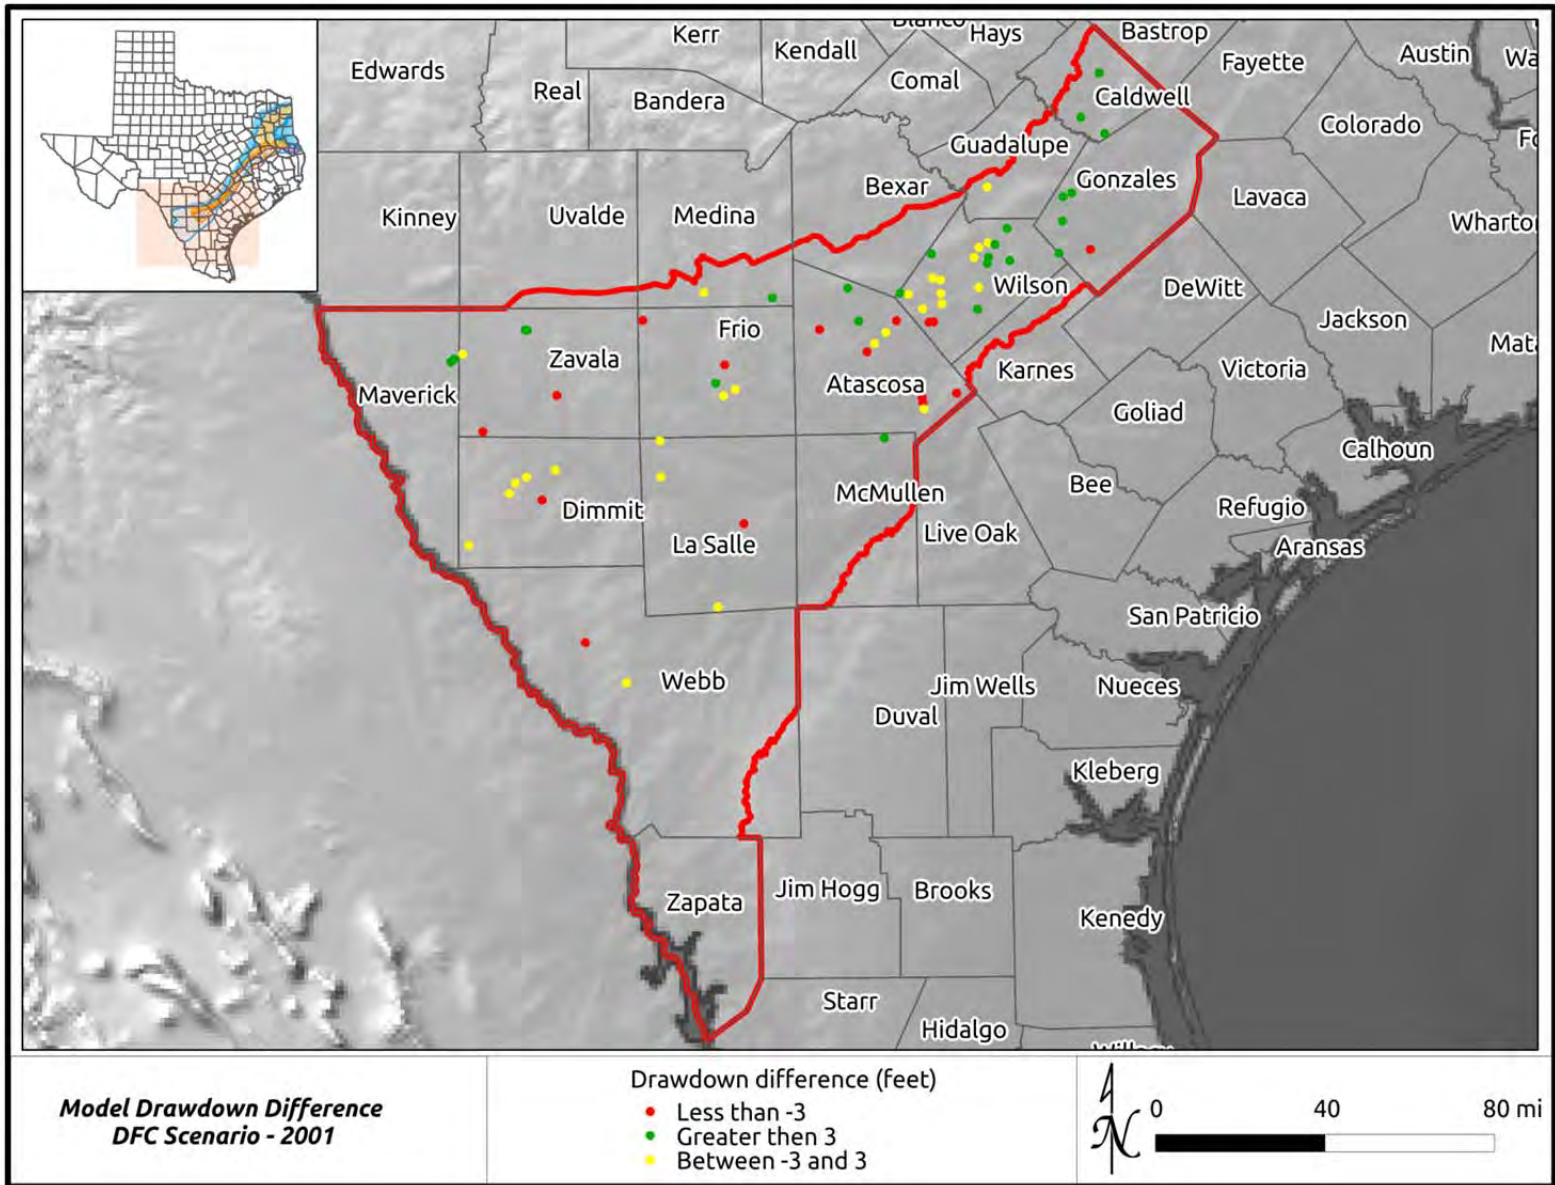 Blanco
Hays
Bastrop
Kerr
Kendall
Austin
Wa
Edwards
Fayette
Real
Bandera
Comal
Caldwell
Colorado
Fo
Guadalupe
Bexar
Gonzales
Lavaca
Kinney
Uvalde
Medina
Wharton
Wilson
DeWitt
Jackson
Frio
Mata
Zavala
Karnes
Victoria
Maverick
Atascosa
Goliad
Calhoun
Bee
McMullen
Dimmit
Refugio
Live Oak
La Salle
Aransas
San Patricio
Webb
Jim Wells
Nueces
Duval
Kleberg
Zapata
Jim Hogg
Brooks
Kenedy
Starr
Hidalgo
Model Drawdown Difference
DFC Scenario - 2001
Drawdown difference (feet)
Less than -3
Greater then 3
Between -3 and 3
N
0 40 80 mi